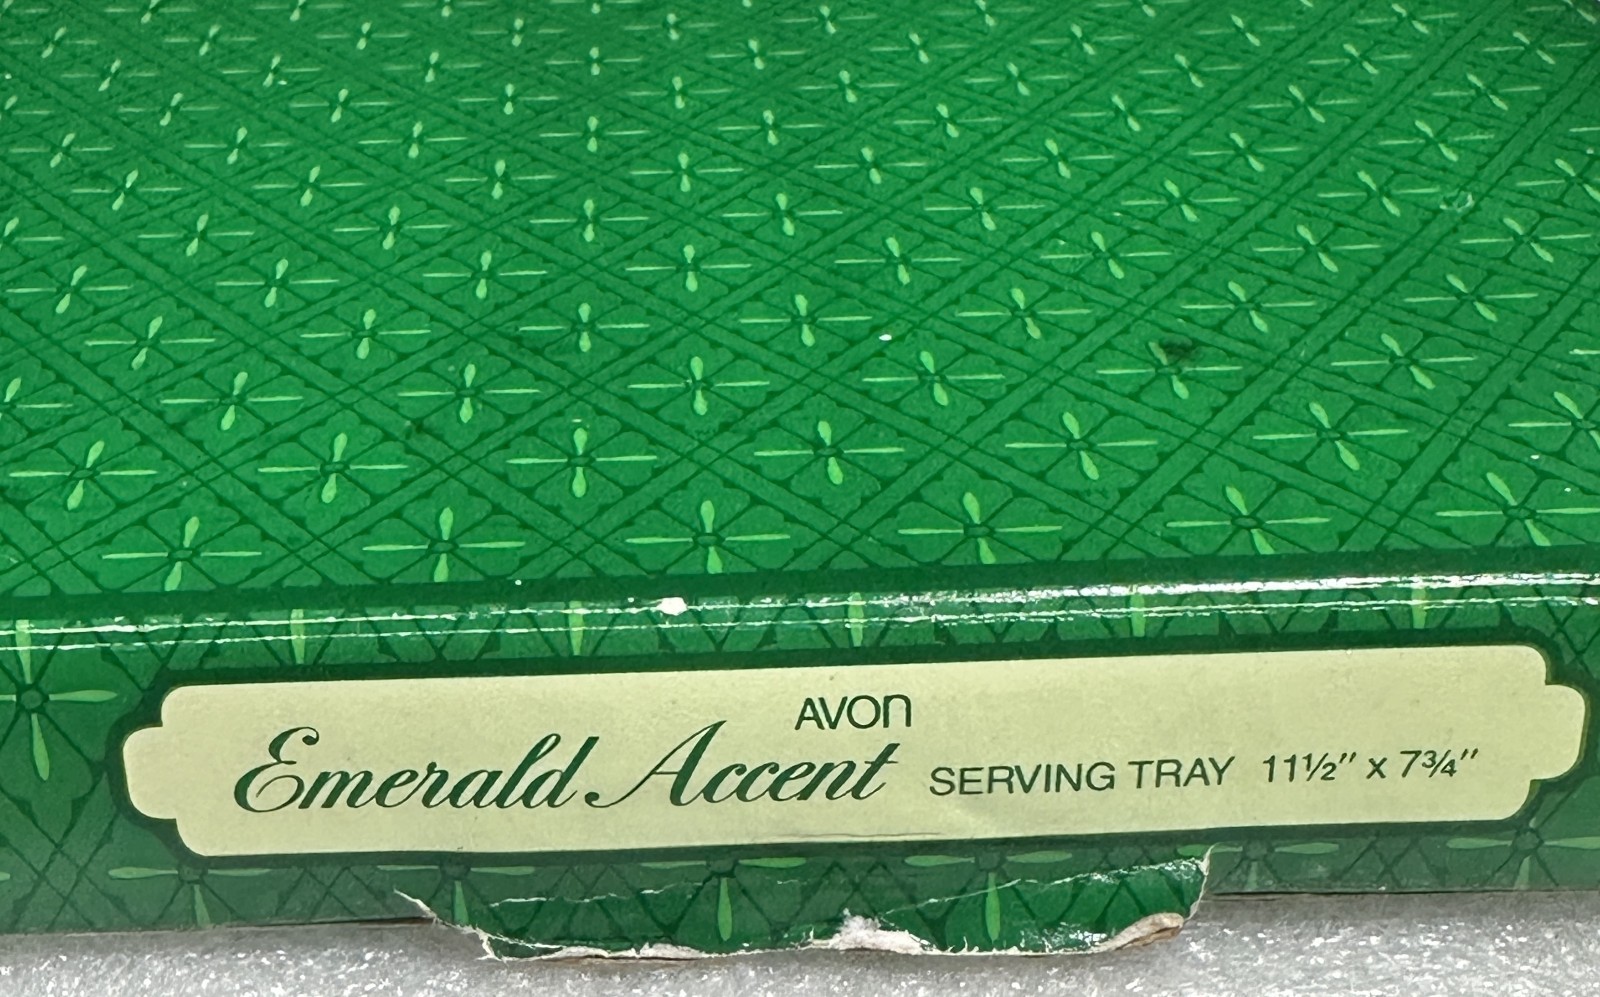 AVON
Emerald Accent SERVING TRAY 11½" x 7¾"